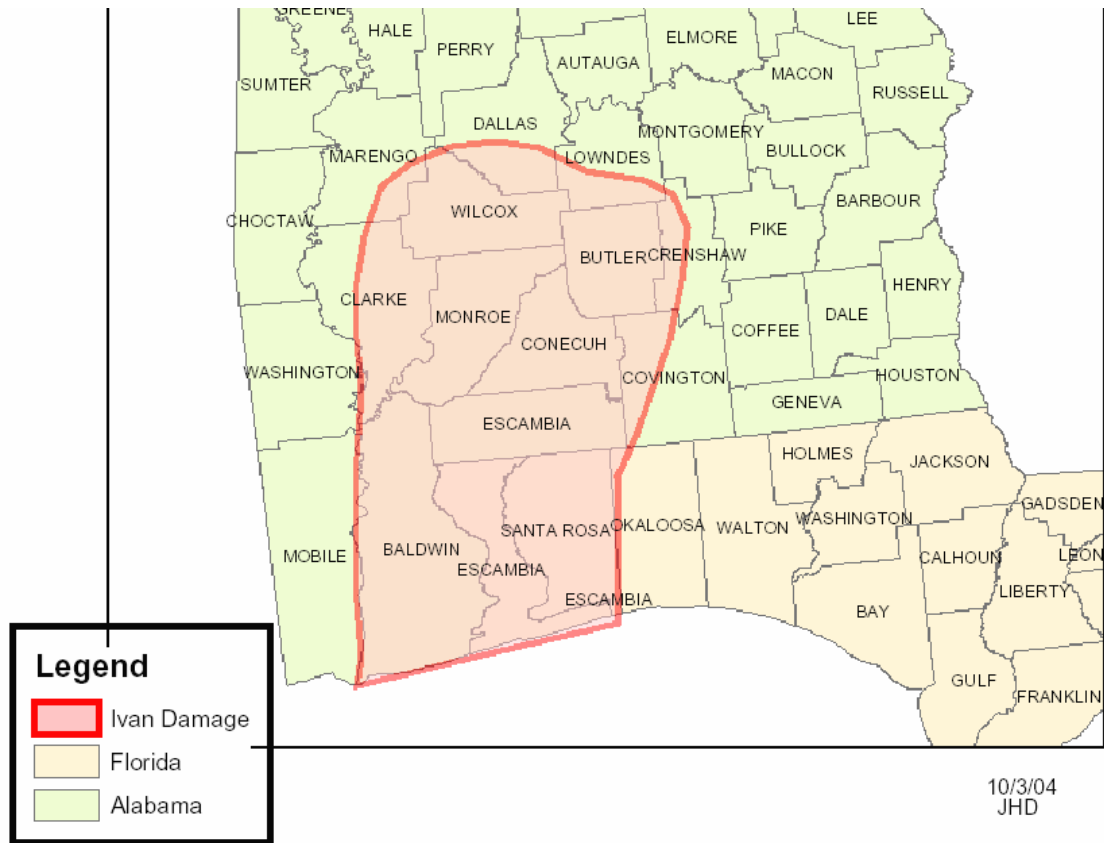 GREENE
HALE
PERRY
ELMORE
LEE
AUTAUGA
MACON
SUMTER
RUSSELL
DALLAS
MONTGOMERY
MARENGO
LOWNDES
BULLOCK
BARBOUR
WILCOX
CHOCTAW
PIKE
BUTLER
CRENSHAW
HENRY
CLARKE
MONROE
DALE
COFFEE
CONECUH
WASHINGTON
COVINGTON
HOUSTON
GENEVA
ESCAMBIA
HOLMES
JACKSON
GADSDEN
SANTA ROSA
OKALOOSA
WALTON
WASHINGTON
MOBILE
BALDWIN
ESCAMBIA
CALHOUN
LEON
LIBERTY
ESCAMBIA
BAY
GULF
FRANKLIN
Legend
Ivan Damage
Florida
Alabama
10/3/04
JHD